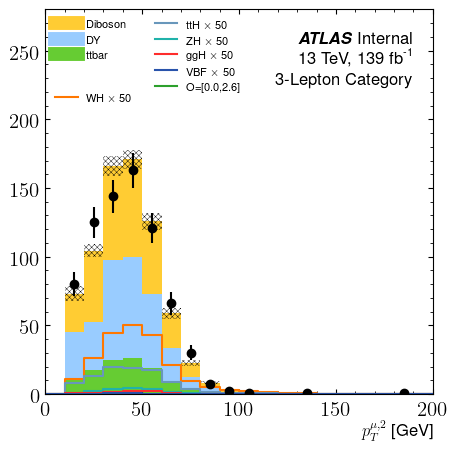 Diboson
DY
ttbar
WH × 50
ttH × 50
ZH × 50
ggH × 50
VBF × 50
O=[0.0,2.6]
ATLAS Internal
13 TeV, 139 fb⁻¹
3-Lepton Category
250
200
150
100
50
0
0 50 100 150 200
p_T^{μ,2} [GeV]